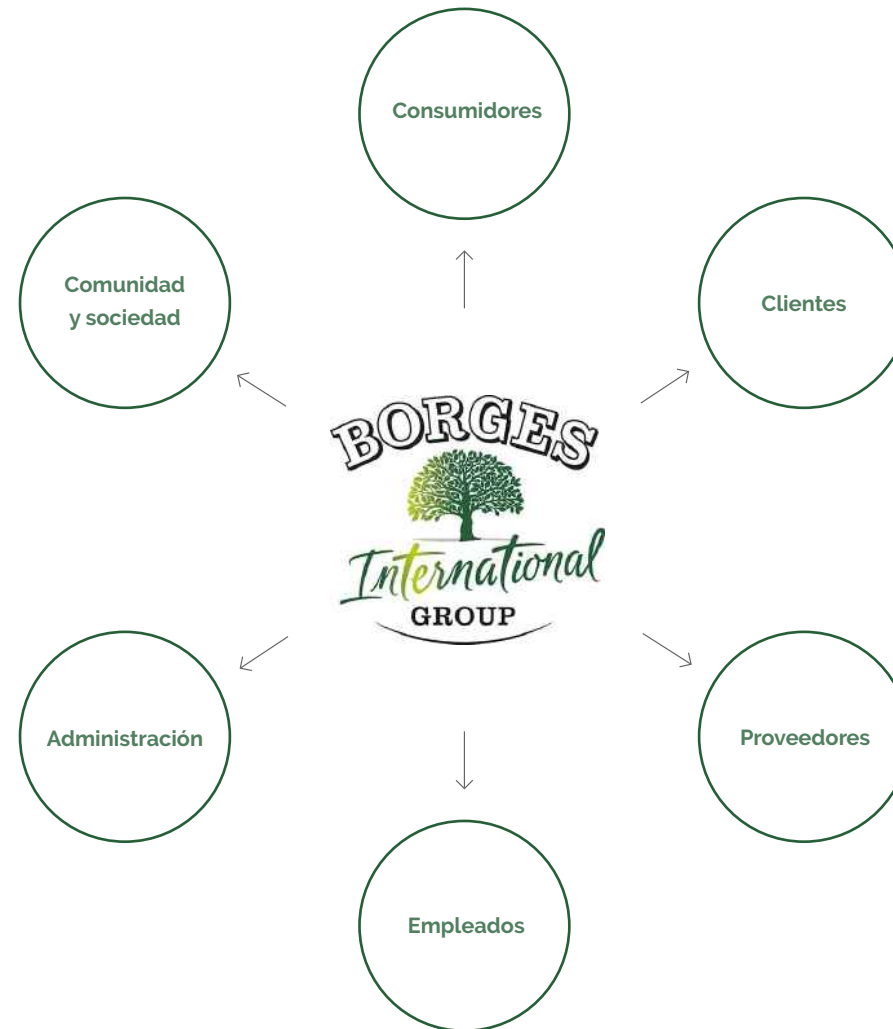 Consumidores
Comunidad
y sociedad
Clientes
BORGES
International
GROUP
Administración
Proveedores
Empleados